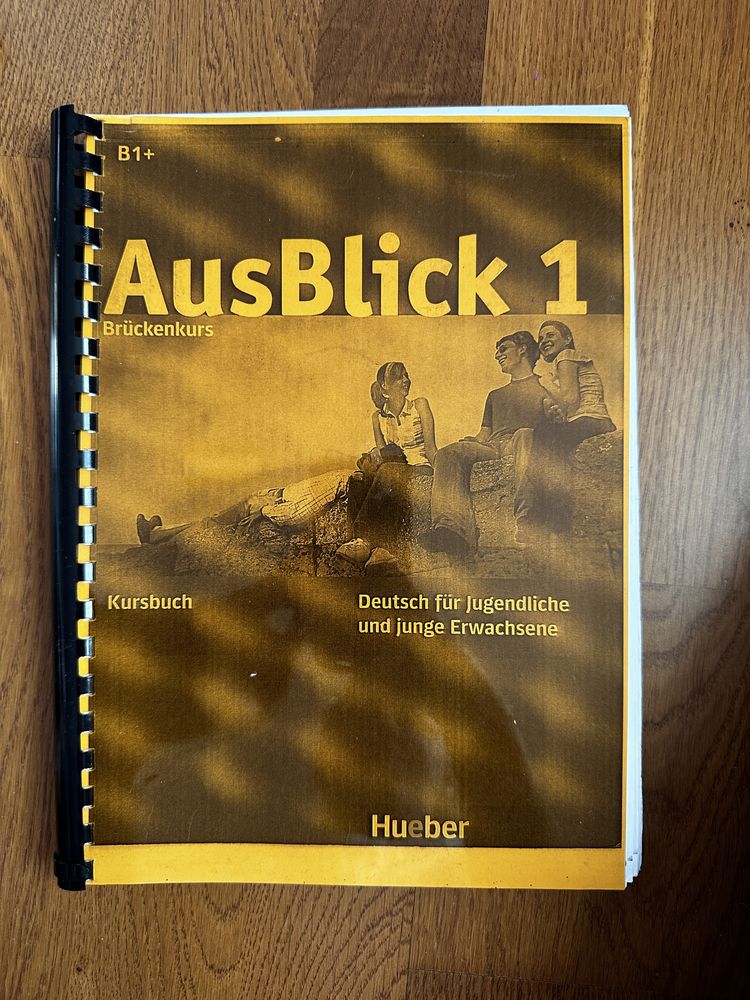 B1+
AusBlick 1
Brückenkurs
Kursbuch
Deutsch für Jugendliche
und junge Erwachsene
Hueber